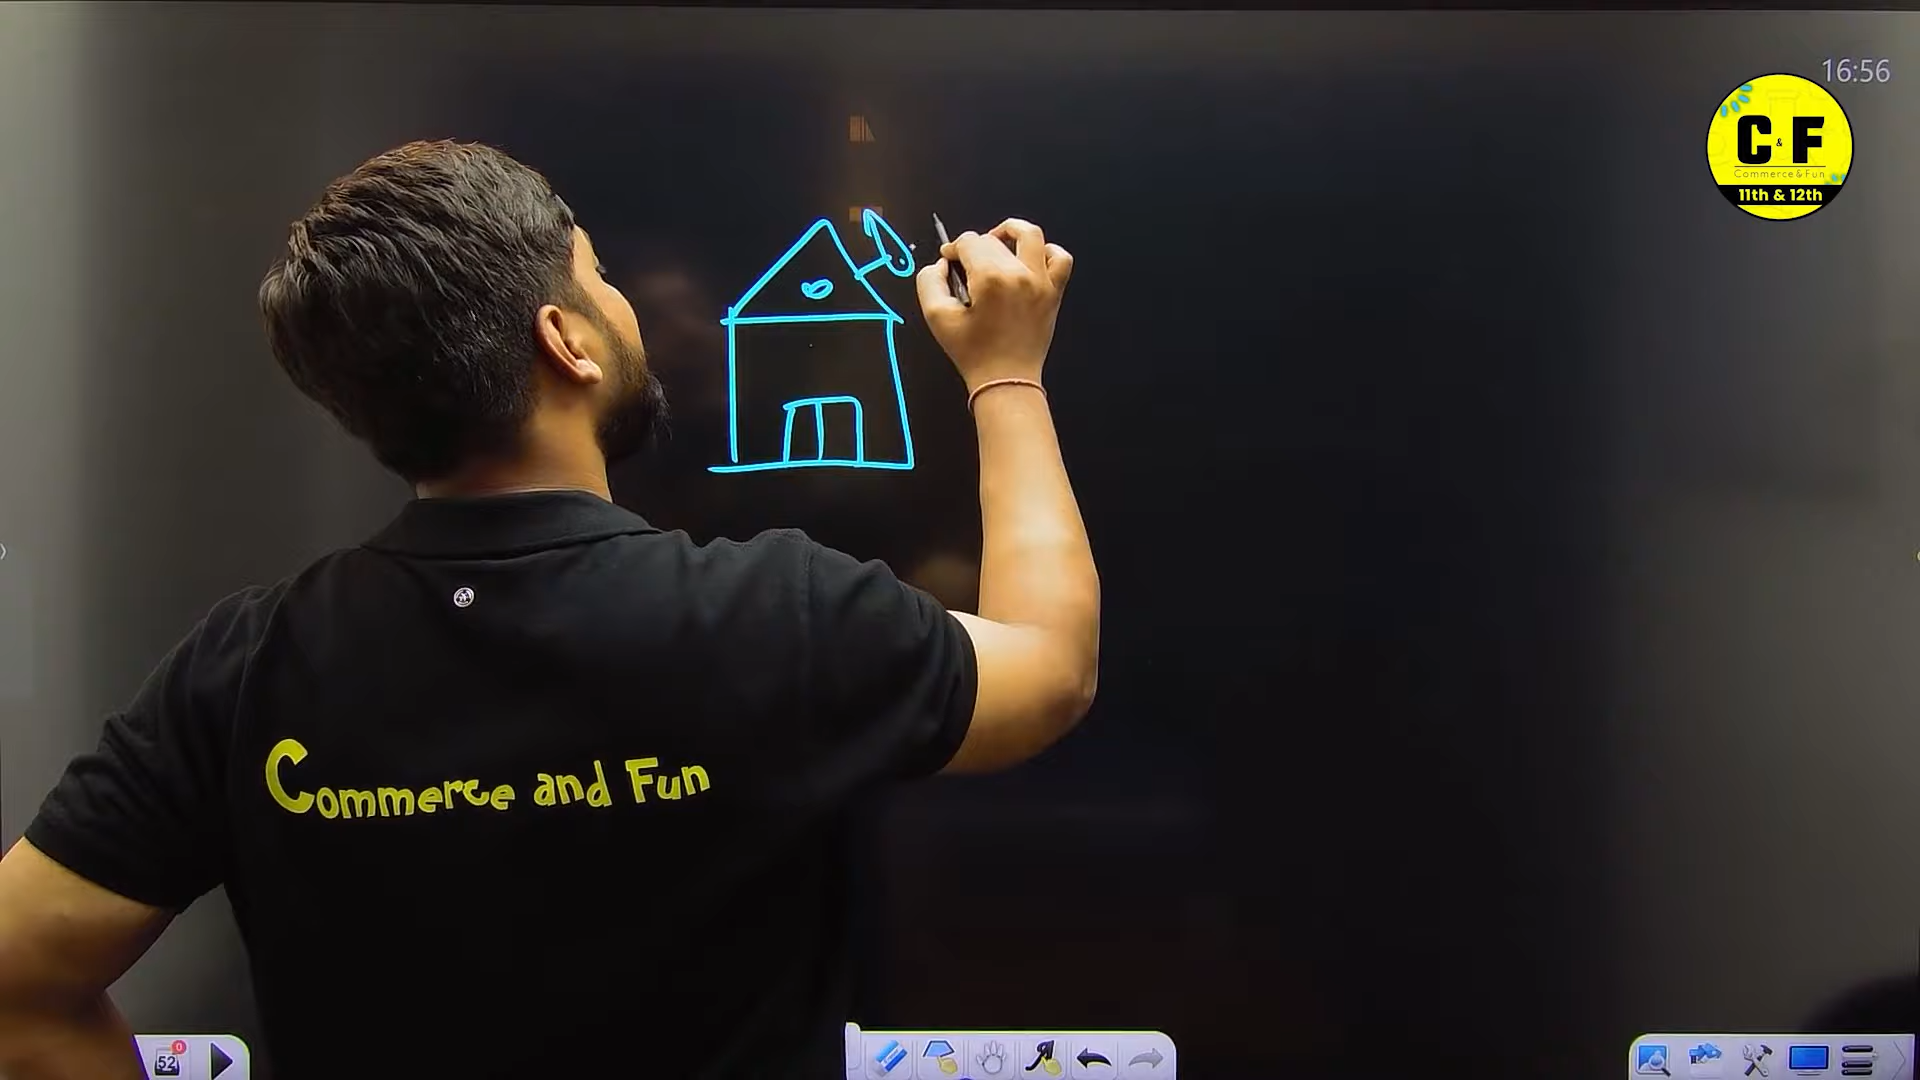 16:56
C & F
Commerce & Fun
11th & 12th
Commerce and Fun
0
52